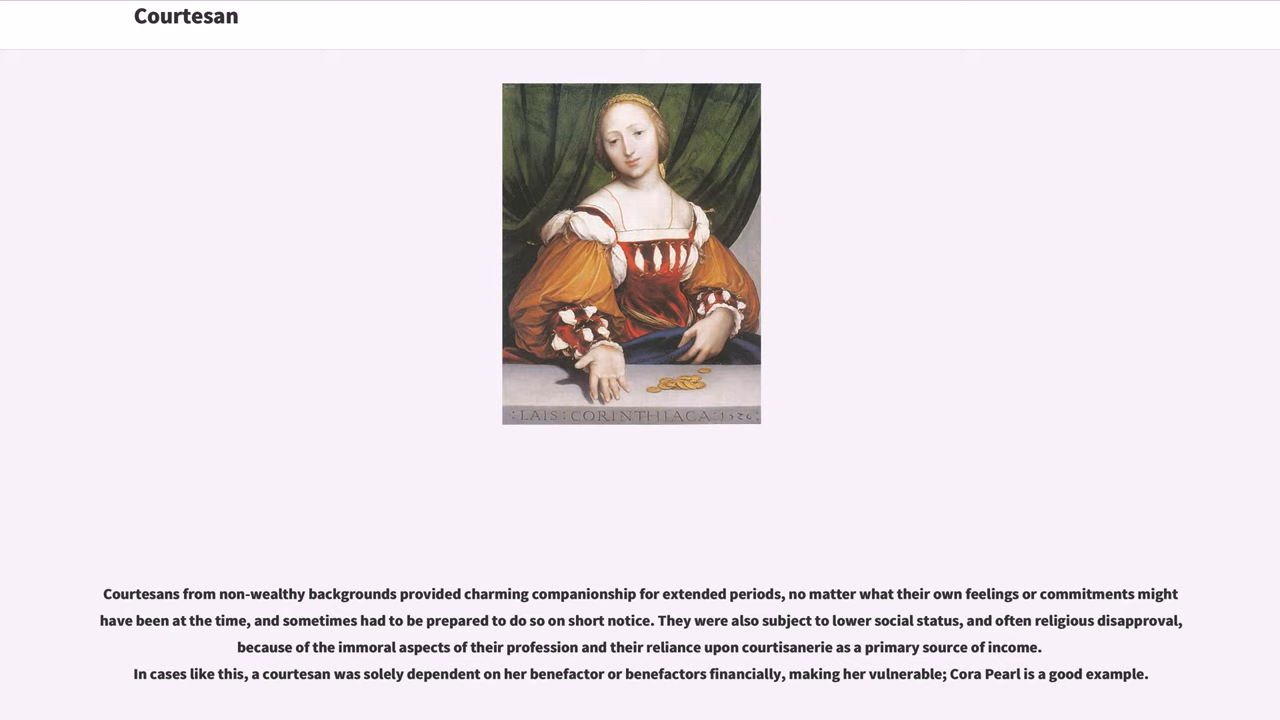 Courtesan
:LAIS:CORINTHIACA:1526:
Courtesans from non-wealthy backgrounds provided charming companionship for extended periods, no matter what their own feelings or commitments might
have been at the time, and sometimes had to be prepared to do so on short notice. They were also subject to lower social status, and often religious disapproval,
because of the immoral aspects of their profession and their reliance upon courtisanerie as a primary source of income.
In cases like this, a courtesan was solely dependent on her benefactor or benefactors financially, making her vulnerable; Cora Pearl is a good example.